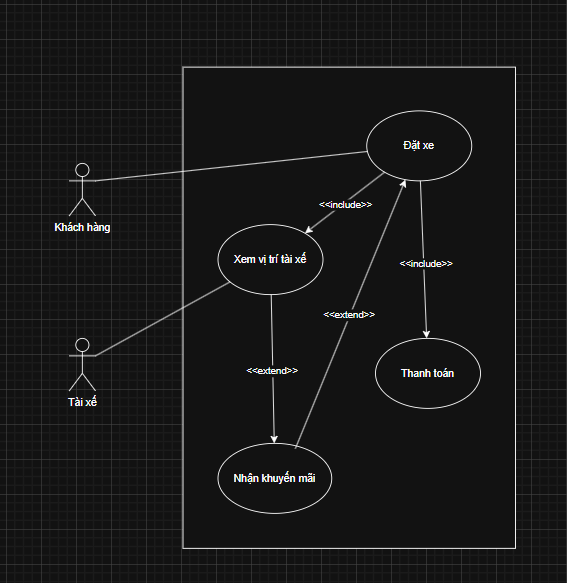 Đặt xe
<<include>>
Khách hàng
Xem vị trí tài xế
<<include>>
<<extend>>
<<extend>>
Thanh toán
Tài xế
Nhận khuyến mãi